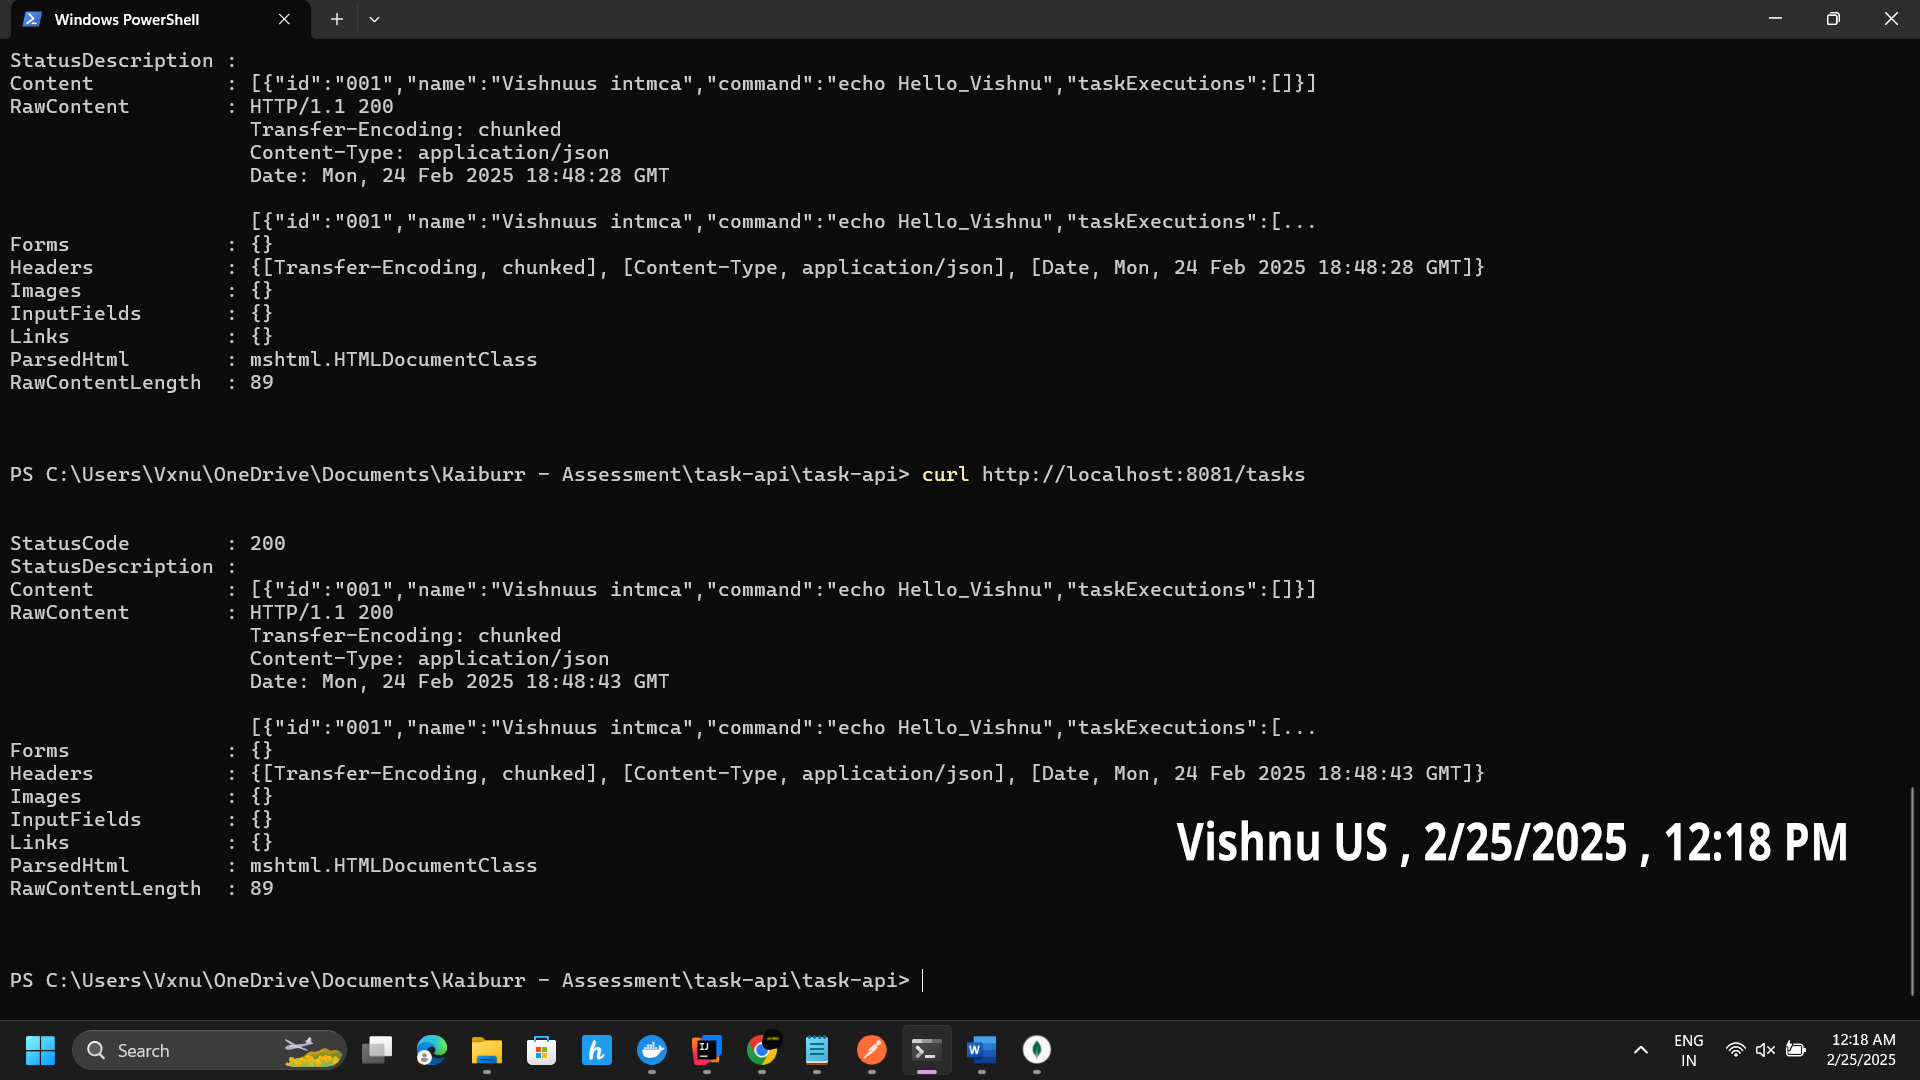 Windows PowerShell
StatusDescription :
Content : [{"id":"001","name":"Vishnuus intmca","command":"echo Hello_Vishnu","taskExecutions":[]}]
RawContent : HTTP/1.1 200
Transfer-Encoding: chunked
Content-Type: application/json
Date: Mon, 24 Feb 2025 18:48:28 GMT
[{"id":"001","name":"Vishnuus intmca","command":"echo Hello_Vishnu","taskExecutions":[...
Forms : {}
Headers : {[Transfer-Encoding, chunked], [Content-Type, application/json], [Date, Mon, 24 Feb 2025 18:48:28 GMT]}
Images : {}
InputFields : {}
Links : {}
ParsedHtml : mshtml.HTMLDocumentClass
RawContentLength : 89
PS C:\Users\Vxnu\OneDrive\Documents\Kaiburr - Assessment\task-api\task-api> curl http://localhost:8081/tasks
StatusCode : 200
StatusDescription :
Content : [{"id":"001","name":"Vishnuus intmca","command":"echo Hello_Vishnu","taskExecutions":[]}]
RawContent : HTTP/1.1 200
Transfer-Encoding: chunked
Content-Type: application/json
Date: Mon, 24 Feb 2025 18:48:43 GMT
[{"id":"001","name":"Vishnuus intmca","command":"echo Hello_Vishnu","taskExecutions":[...
Forms : {}
Headers : {[Transfer-Encoding, chunked], [Content-Type, application/json], [Date, Mon, 24 Feb 2025 18:48:43 GMT]}
Images : {}
InputFields : {}
Links : {}
ParsedHtml : mshtml.HTMLDocumentClass
RawContentLength : 89
Vishnu US , 2/25/2025 , 12:18 PM
PS C:\Users\Vxnu\OneDrive\Documents\Kaiburr - Assessment\task-api\task-api>
Search
ENG
IN
12:18 AM
2/25/2025